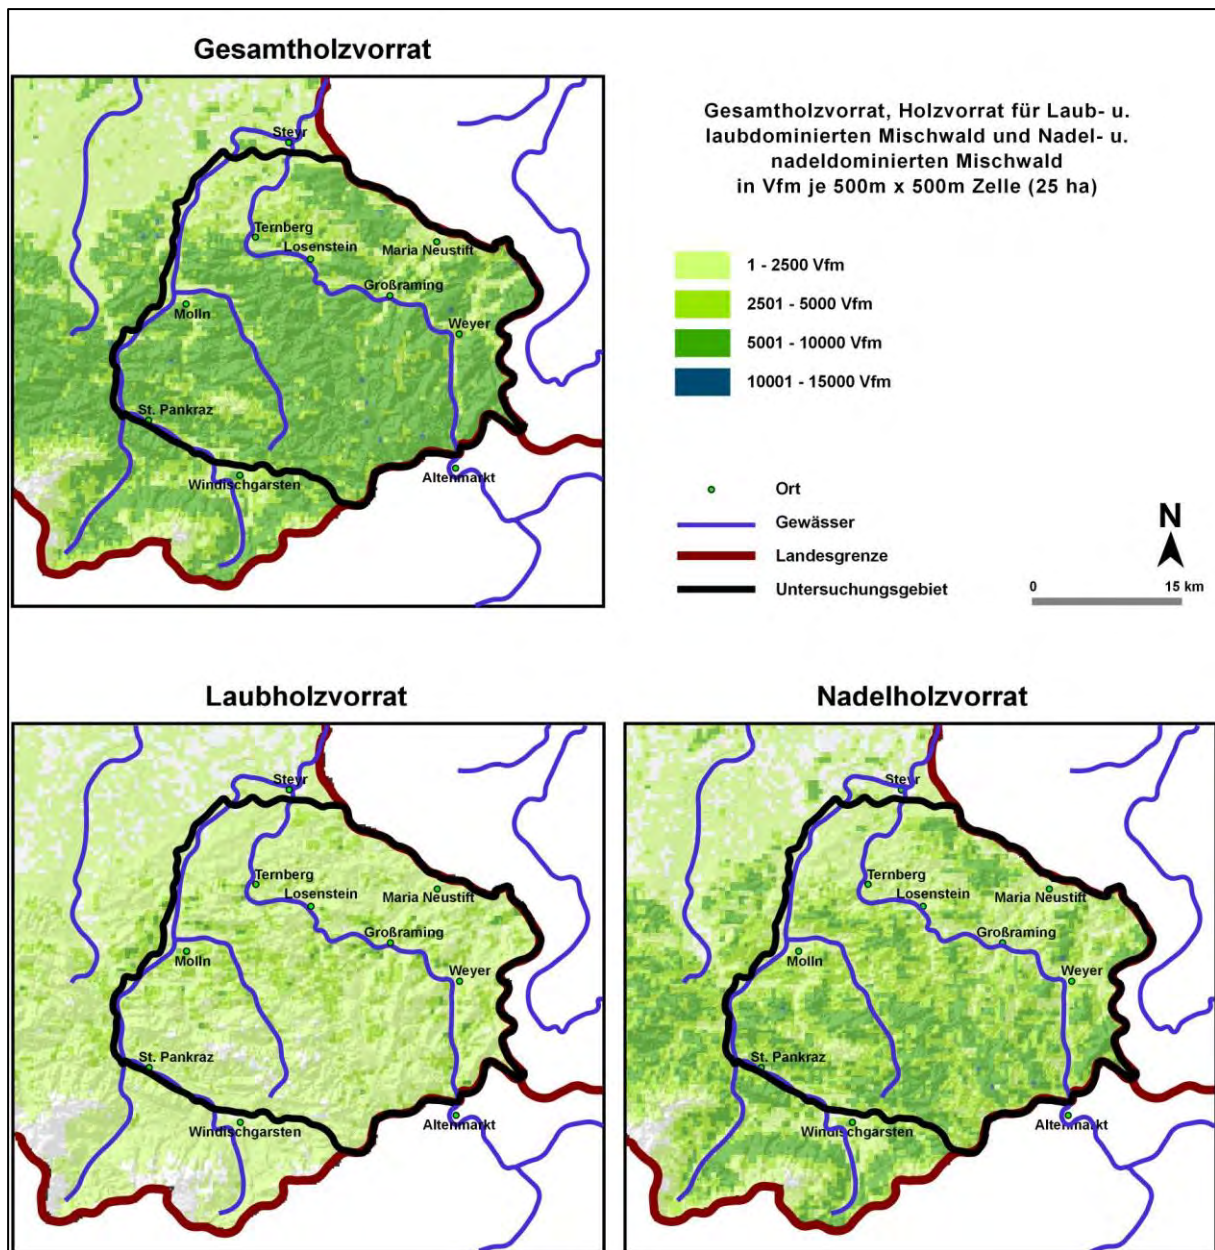 Gesamtholzvorrat
Steyr
Ternberg
Losenstein
Maria Neustift
Großraming
Molln
Weyer
St. Pankraz
Windischgarsten
Altenmarkt
Gesamtholzvorrat, Holzvorrat für Laub- u.
laubdominierten Mischwald und Nadel- u.
nadeldominierten Mischwald
in Vfm je 500m x 500m Zelle (25 ha)
1 - 2500 Vfm
2501 - 5000 Vfm
5001 - 10000 Vfm
10001 - 15000 Vfm
Ort
Gewässer
Landesgrenze
Untersuchungsgebiet
N
0 15 km
Laubholzvorrat
Steyr
Ternberg
Losenstein
Maria Neustift
Großraming
Molln
Weyer
St. Pankraz
Windischgarsten
Altenmarkt
Nadelholzvorrat
Steyr
Ternberg
Losenstein
Maria Neustift
Großraming
Molln
Weyer
St. Pankraz
Windischgarsten
Altenmarkt